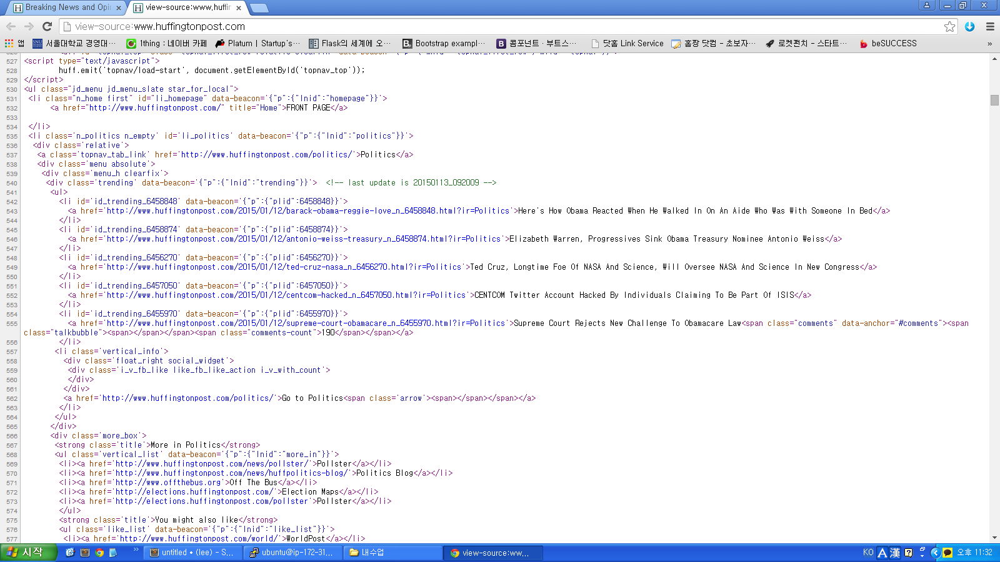 Breaking News and Opi
view-source:www.huffin
view-source:www.huffingtonpost.com
앱 서울대학교 경영대… 1thing : 네이버 카페 Platum | Startup's… Flask의 세계에 오… Bootstrap exampl… 콤포넌트 · 부트스… 닷홈 Link Service 홈짱 닷컴 - 초보자… 로켓펀치 - 스타트… beSUCCESS »
527 <script type="text/javascript">
528 huff.emit('topnav/load-start', document.getElementById('topnav_top'));
529 </script>
530 <ul class="jd_menu jd_menu_slate star_for_local">
531 <li class="n_home first" id="li_homepage" data-beacon='{"p":{"lnid":"homepage"}}'>
532 <a href="http://www.huffingtonpost.com/" title="Home">FRONT PAGE</a>
533
534 </li>
535 <li class='n_politics n_empty' id='li_politics' data-beacon='{"p":{"lnid":"politics"}}'>
536 <div class='relative'>
537 <a class='topnav_tab_link' href='http://www.huffingtonpost.com/politics/'>Politics</a>
538 <div class='menu absolute'>
539 <div class='menu_h clearfix'>
540 <div class='trending' data-beacon='{"p":{"lnid":"trending"}}'> <!-- last update is 20150113_092009 -->
541 <ul>
542 <li id='id_trending_6458848' data-beacon='{"p":{"plid":6458848}}'>
543 <a href='http://www.huffingtonpost.com/2015/01/12/barack-obama-reggie-love_n_6458848.html?ir=Politics'>Here's How Obama Reacted When He Walked In On An Aide Who Was With Someone In Bed</a>
544 </li>
545 <li id='id_trending_6458874' data-beacon='{"p":{"plid":6458874}}'>
546 <a href='http://www.huffingtonpost.com/2015/01/12/antonio-weiss-treasury_n_6458874.html?ir=Politics'>Elizabeth Warren, Progressives Sink Obama Treasury Nominee Antonio Weiss</a>
547 </li>
548 <li id='id_trending_6456270' data-beacon='{"p":{"plid":6456270}}'>
549 <a href='http://www.huffingtonpost.com/2015/01/12/ted-cruz-nasa_n_6456270.html?ir=Politics'>Ted Cruz, Longtime Foe Of NASA And Science, Will Oversee NASA And Science In New Congress</a>
550 </li>
551 <li id='id_trending_6457050' data-beacon='{"p":{"plid":6457050}}'>
552 <a href='http://www.huffingtonpost.com/2015/01/12/centcom-hacked_n_6457050.html?ir=Politics'>CENTCOM Twitter Account Hacked By Individuals Claiming To Be Part Of ISIS</a>
553 </li>
554 <li id='id_trending_6455970' data-beacon='{"p":{"plid":6455970}}'>
555 <a href='http://www.huffingtonpost.com/2015/01/12/supreme-court-obamacare_n_6455970.html?ir=Politics'>Supreme Court Rejects New Challenge To Obamacare Law<span class="comments" data-anchor="#comments"><span
class="talkbubble"><span></span></span><span class="comments-count">190</span></span></a>
556 </li>
557 <li class='vertical_info'>
558 <div class='float_right social_widget'>
559 <div class='i_v_fb_like like_fb_like_action i_v_with_count'>
560 </div>
561 </div>
562 <a href='http://www.huffingtonpost.com/politics/'>Go to Politics<span class='arrow'><span></span></span></a>
563 </li>
564 </ul>
565 </div>
566 <div class='more_box'>
567 <strong class='title'>More in Politics</strong>
568 <ul class='vertical_list' data-beacon='{"p":{"lnid":"more_in"}}'>
569 <li><a href='http://www.huffingtonpost.com/news/pollster/'>Pollster</a></li>
570 <li><a href='http://www.huffingtonpost.com/news/huffpolitics-blog/'>Politics Blog</a></li>
571 <li><a href='http://www.offthebus.org'>Off The Bus</a></li>
572 <li><a href='http://elections.huffingtonpost.com/'>Election Maps</a></li>
573 <li><a href='http://elections.huffingtonpost.com/pollster'>Pollster</a></li>
574 </ul>
575 <strong class='title'>You might also like</strong>
576 <ul class='like_list' data-beacon='{"p":{"lnid":"like_list"}}'>
577 <li><a href='http://www.huffingtonpost.com/world/'>WorldPost</a></li>
시작 » untitled • (lee) - S… ubuntu@ip-172-31… 내수업 view-source:ww… KO A 漢 오후 11:32